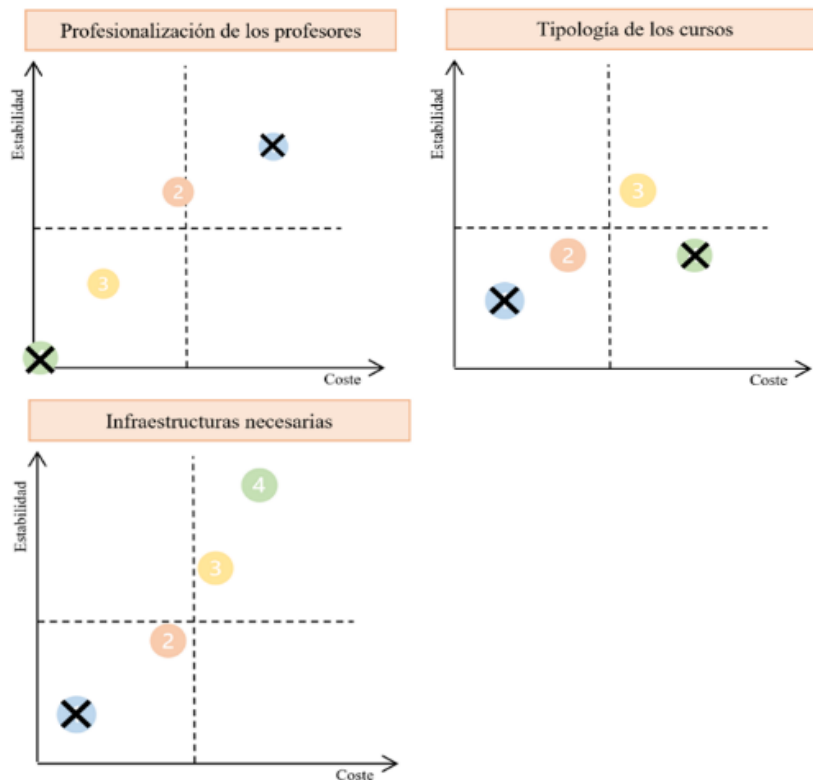 Profesionalización de los profesores
Estabilidad
2
3
Coste
Tipología de los cursos
Estabilidad
3
2
Coste
Infraestructuras necesarias
Estabilidad
4
3
2
Coste